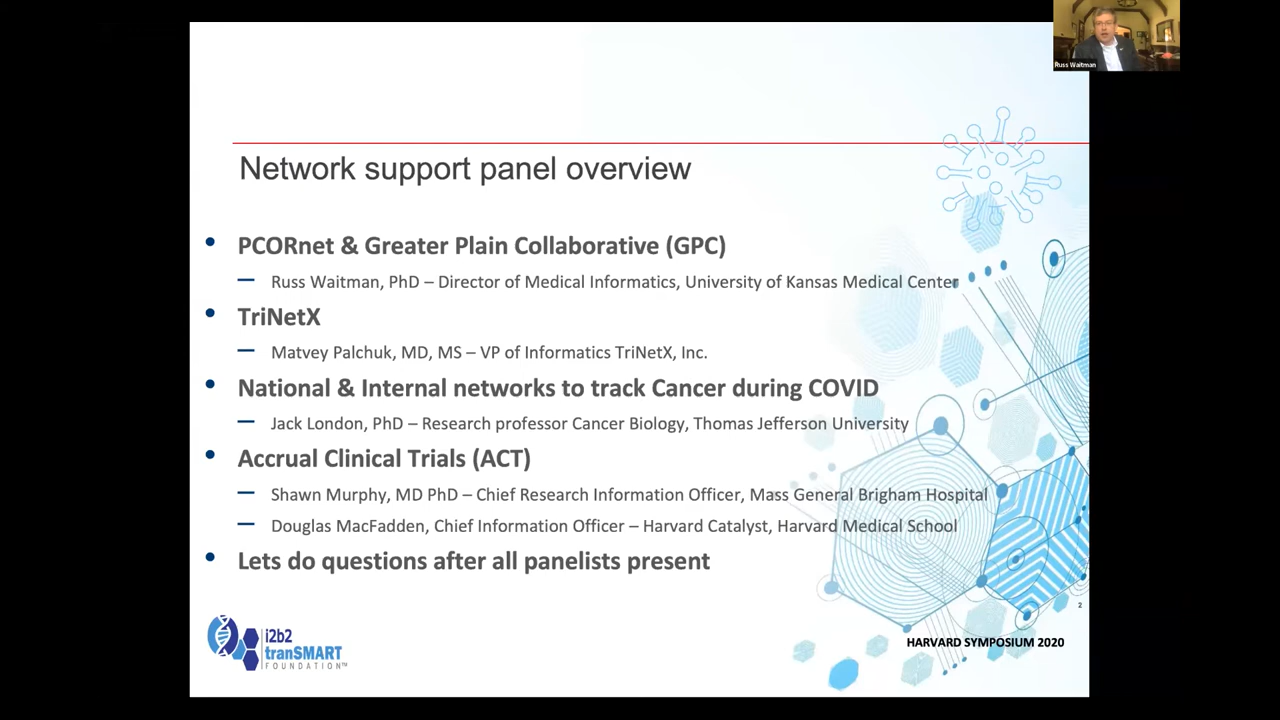 Russ Waitman
Network support panel overview
• PCORnet & Greater Plain Collaborative (GPC)
— Russ Waitman, PhD – Director of Medical Informatics, University of Kansas Medical Center
• TriNetX
— Matvey Palchuk, MD, MS – VP of Informatics TriNetX, Inc.
• National & Internal networks to track Cancer during COVID
— Jack London, PhD – Research professor Cancer Biology, Thomas Jefferson University
• Accrual Clinical Trials (ACT)
— Shawn Murphy, MD PhD – Chief Research Information Officer, Mass General Brigham Hospital
— Douglas MacFadden, Chief Information Officer – Harvard Catalyst, Harvard Medical School
• Lets do questions after all panelists present
2
i2b2
tranSMART
FOUNDATION™
HARVARD SYMPOSIUM 2020